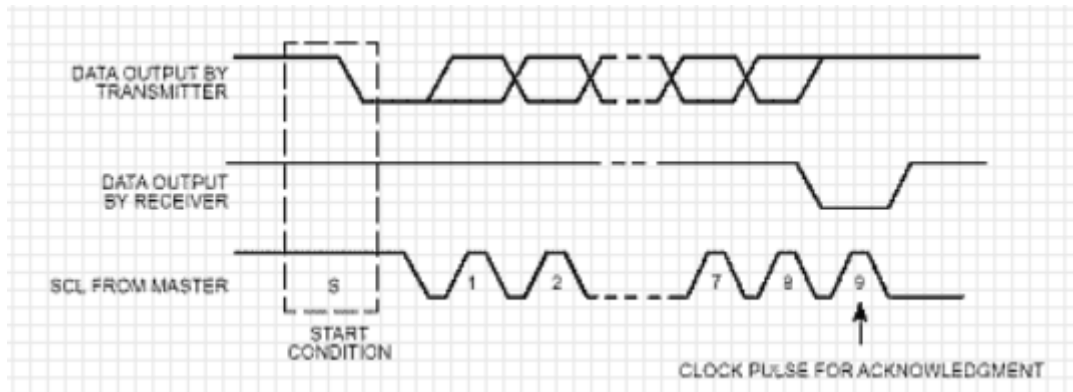 DATA OUTPUT BY
TRANSMITTER
DATA OUTPUT
BY RECEIVER
SCL FROM MASTER
S
1
2
7
8
9
START
CONDITION
CLOCK PULSE FOR ACKNOWLEDGMENT